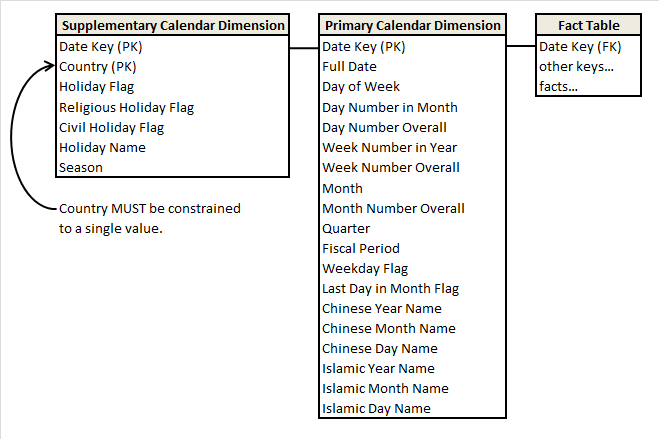 Supplementary Calendar Dimension
Date Key (PK)
Country (PK)
Holiday Flag
Religious Holiday Flag
Civil Holiday Flag
Holiday Name
Season
Country MUST be constrained
to a single value.
Primary Calendar Dimension
Date Key (PK)
Full Date
Day of Week
Day Number in Month
Day Number Overall
Week Number in Year
Week Number Overall
Month
Month Number Overall
Quarter
Fiscal Period
Weekday Flag
Last Day in Month Flag
Chinese Year Name
Chinese Month Name
Chinese Day Name
Islamic Year Name
Islamic Month Name
Islamic Day Name
Fact Table
Date Key (FK)
other keys...
facts...